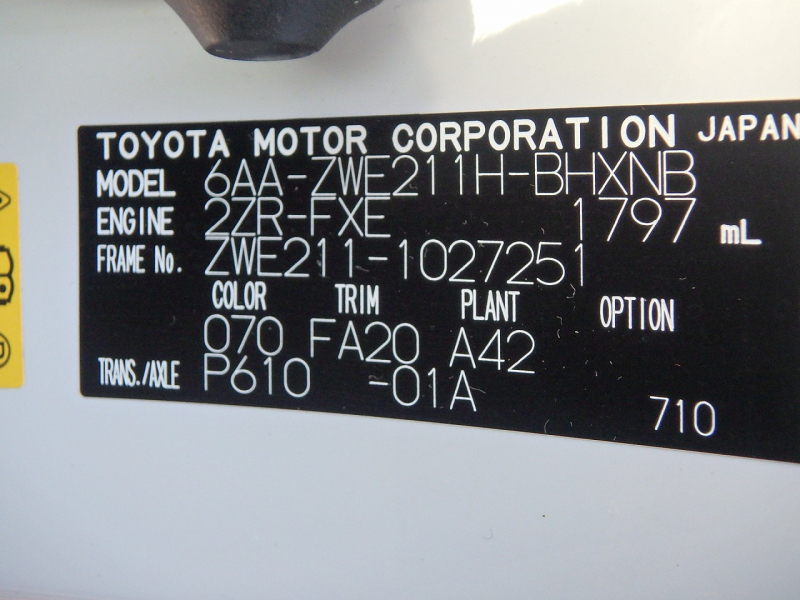 TOYOTA MOTOR CORPORATION JAPAN
MODEL 6AA-ZWE211H-BHXNB
ENGINE 2ZR-FXE 1797 mL
FRAME No. ZWE211-1027251
COLOR TRIM PLANT OPTION
070 FA20 A42
TRANS./AXLE P610 -01A
710